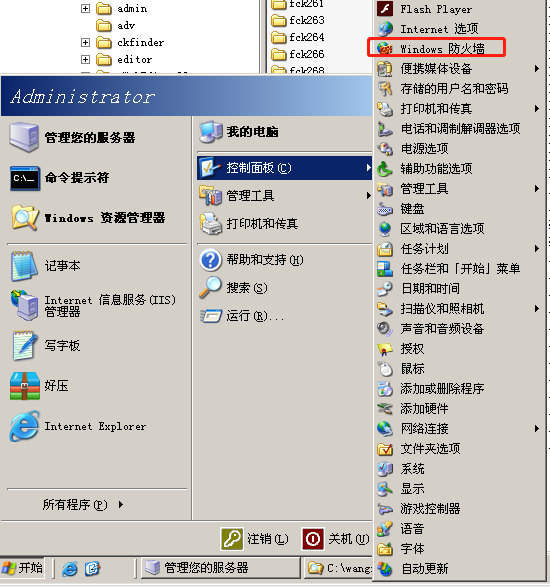 admin
adv
ckfinder
editor
fck261
fck263
fck264
fck266
fck268
Administrator
管理您的服务器
命令提示符
Windows 资源管理器
记事本
Internet 信息服务(IIS)
管理器
写字板
好压
Internet Explorer
所有程序(P)
我的电脑
控制面板(C)
管理工具
打印机和传真
帮助和支持(H)
搜索(S)
运行(R)...
Flash Player
Internet 选项
Windows 防火墙
便携媒体设备
存储的用户名和密码
打印机和传真
电话和调制解调器选项
电源选项
辅助功能选项
管理工具
键盘
区域和语言选项
任务计划
任务栏和「开始」菜单
日期和时间
扫描仪和照相机
声音和音频设备
授权
鼠标
添加或删除程序
添加硬件
网络连接
文件夹选项
系统
显示
游戏控制器
语音
字体
自动更新
注销(L)
关机(U)
开始
管理您的服务器
C:\wang